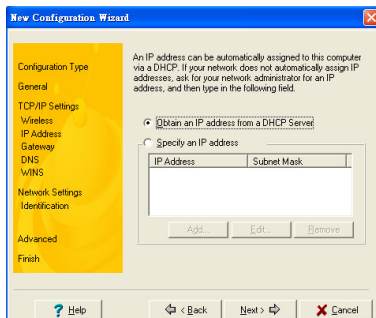 New Configuration Wizard
Configuration Type
General
TCP/IP Settings
Wireless
IP Address
Gateway
DNS
WINS
Network Settings
Identification
Advanced
Finish
An IP address can be automatically assigned to this computer
via a DHCP. If your network does not automatically assign IP
addresses, ask for your network administrator for an IP
address, and then type in the following field.
Obtain an IP address from a DHCP Server
Specify an IP address
IP Address Subnet Mask
Add... Edit... Remove
? Help < Back Next > Cancel